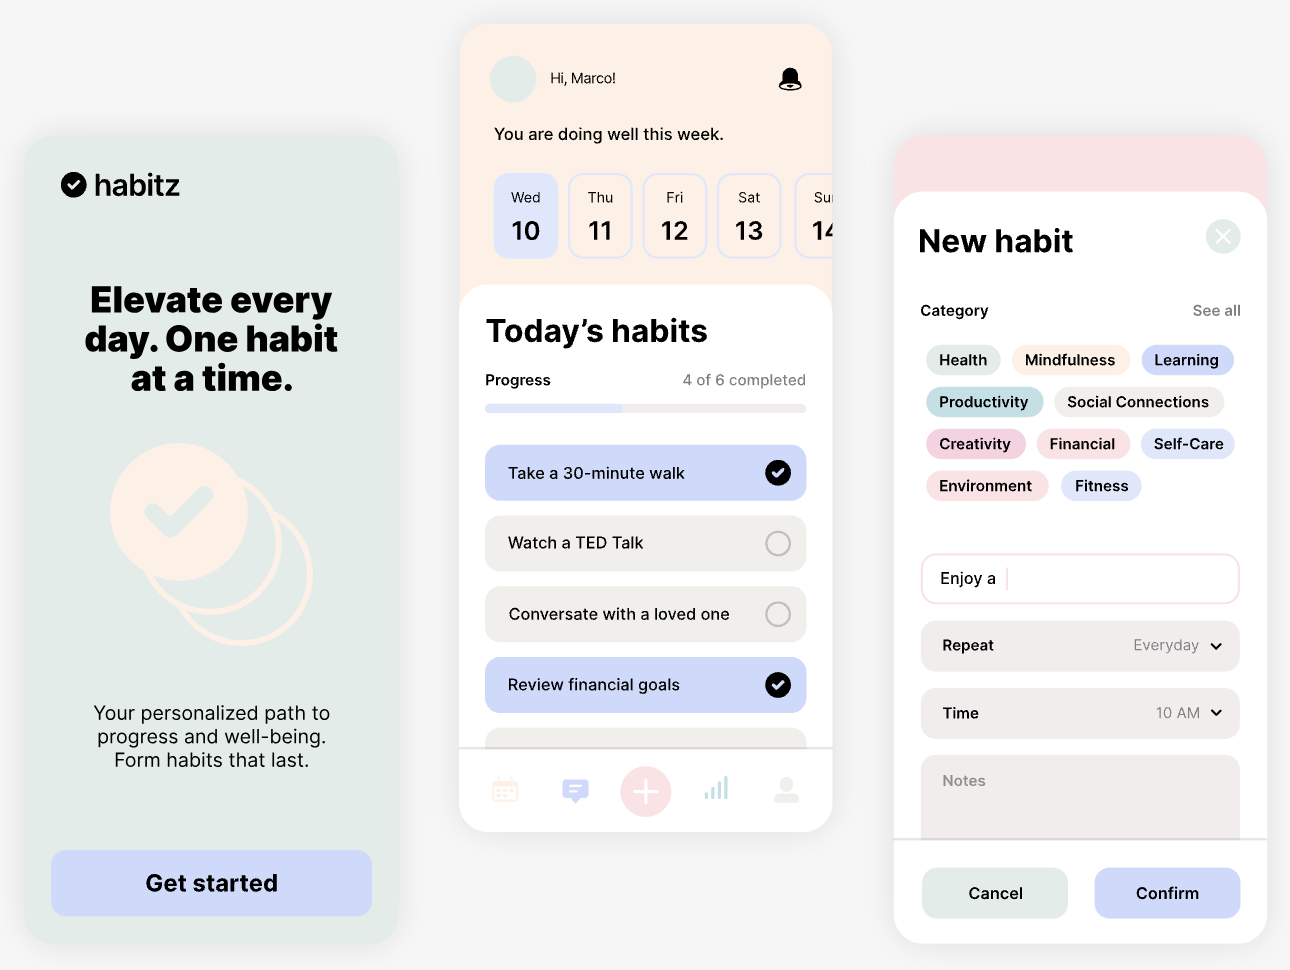 habitz
Elevate every
day. One habit
at a time.
Your personalized path to
progress and well-being.
Form habits that last.
Get started
Hi, Marco!
You are doing well this week.
Wed Thu Fri Sat Sun
10 11 12 13 14
Today’s habits
Progress 4 of 6 completed
Take a 30-minute walk
Watch a TED Talk
Conversate with a loved one
Review financial goals
New habit
Category See all
Health Mindfulness Learning
Productivity Social Connections
Creativity Financial Self-Care
Environment Fitness
Enjoy a
Repeat Everyday
Time 10 AM
Notes
Cancel Confirm